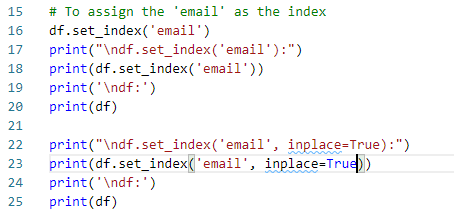 15 # To assign the 'email' as the index
16 df.set_index('email')
17 print("\ndf.set_index('email'):")
18 print(df.set_index('email'))
19 print('\ndf:')
20 print(df)
21
22 print("\ndf.set_index('email', inplace=True):")
23 print(df.set_index('email', inplace=True))
24 print('\ndf:')
25 print(df)